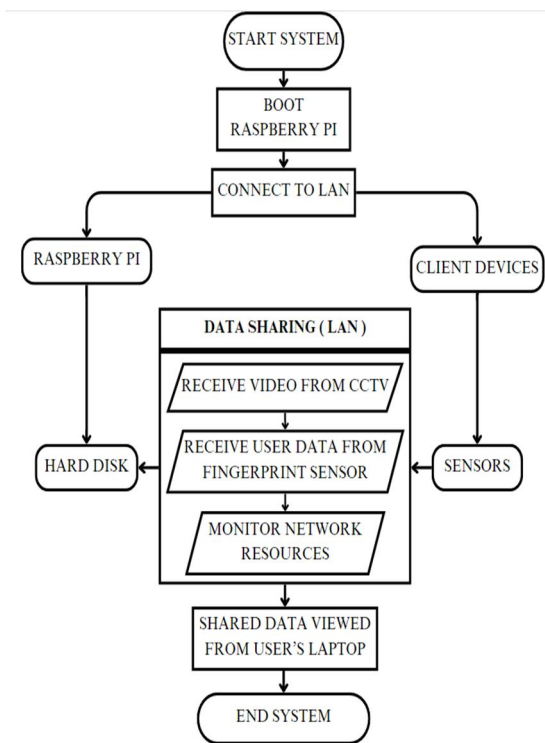 START SYSTEM
BOOT
RASPBERRY PI
CONNECT TO LAN
RASPBERRY PI
CLIENT DEVICES
DATA SHARING ( LAN )
RECEIVE VIDEO FROM CCTV
RECEIVE USER DATA FROM
FINGERPRINT SENSOR
HARD DISK
SENSORS
MONITOR NETWORK
RESOURCES
SHARED DATA VIEWED
FROM USER'S LAPTOP
END SYSTEM